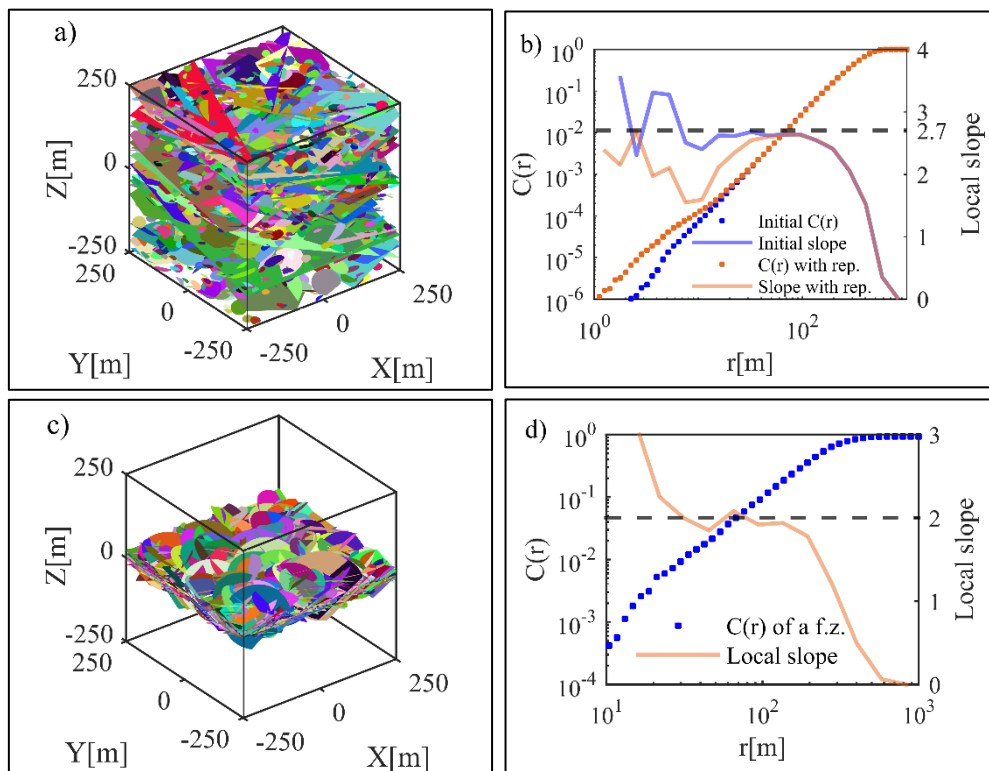 a)
250
0
-250
Z[m]
250
0
-250
Y[m]
-250
0
250
X[m]
b)
10^0
10^-1
10^-2
10^-3
10^-4
10^-5
10^-6
C(r)
4
3
2.7
2
1
0
Local slope
Initial C(r)
Initial slope
C(r) with rep.
Slope with rep.
10^0
10^2
r[m]
c)
250
0
-250
Z[m]
250
0
-250
Y[m]
-250
0
250
X[m]
d)
10^0
10^-1
10^-2
10^-3
10^-4
C(r)
3
2
1
0
Local slope
C(r) of a f.z.
Local slope
10^1
10^2
10^3
r[m]